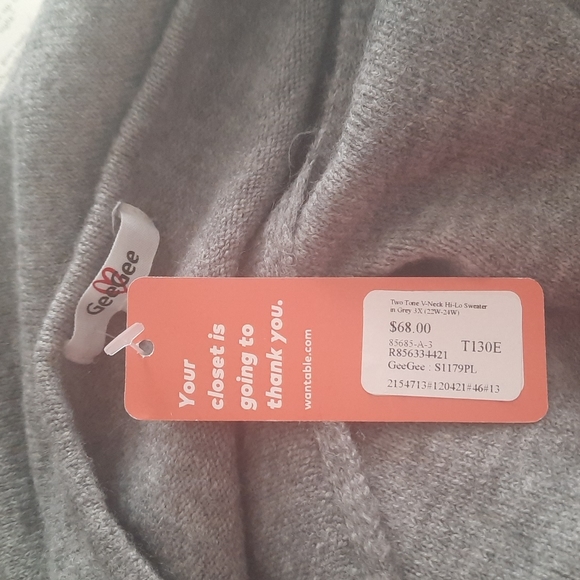 GeeGee
Your
closet is
going to
thank you.
wantable.com
Two Tone V-Neck Hi-Lo Sweater
in Grey 3X (22W-24W)
$68.00
85685-A-3
T130E
R856334421
GeeGee : S1179PL
2154713#120421#46#13